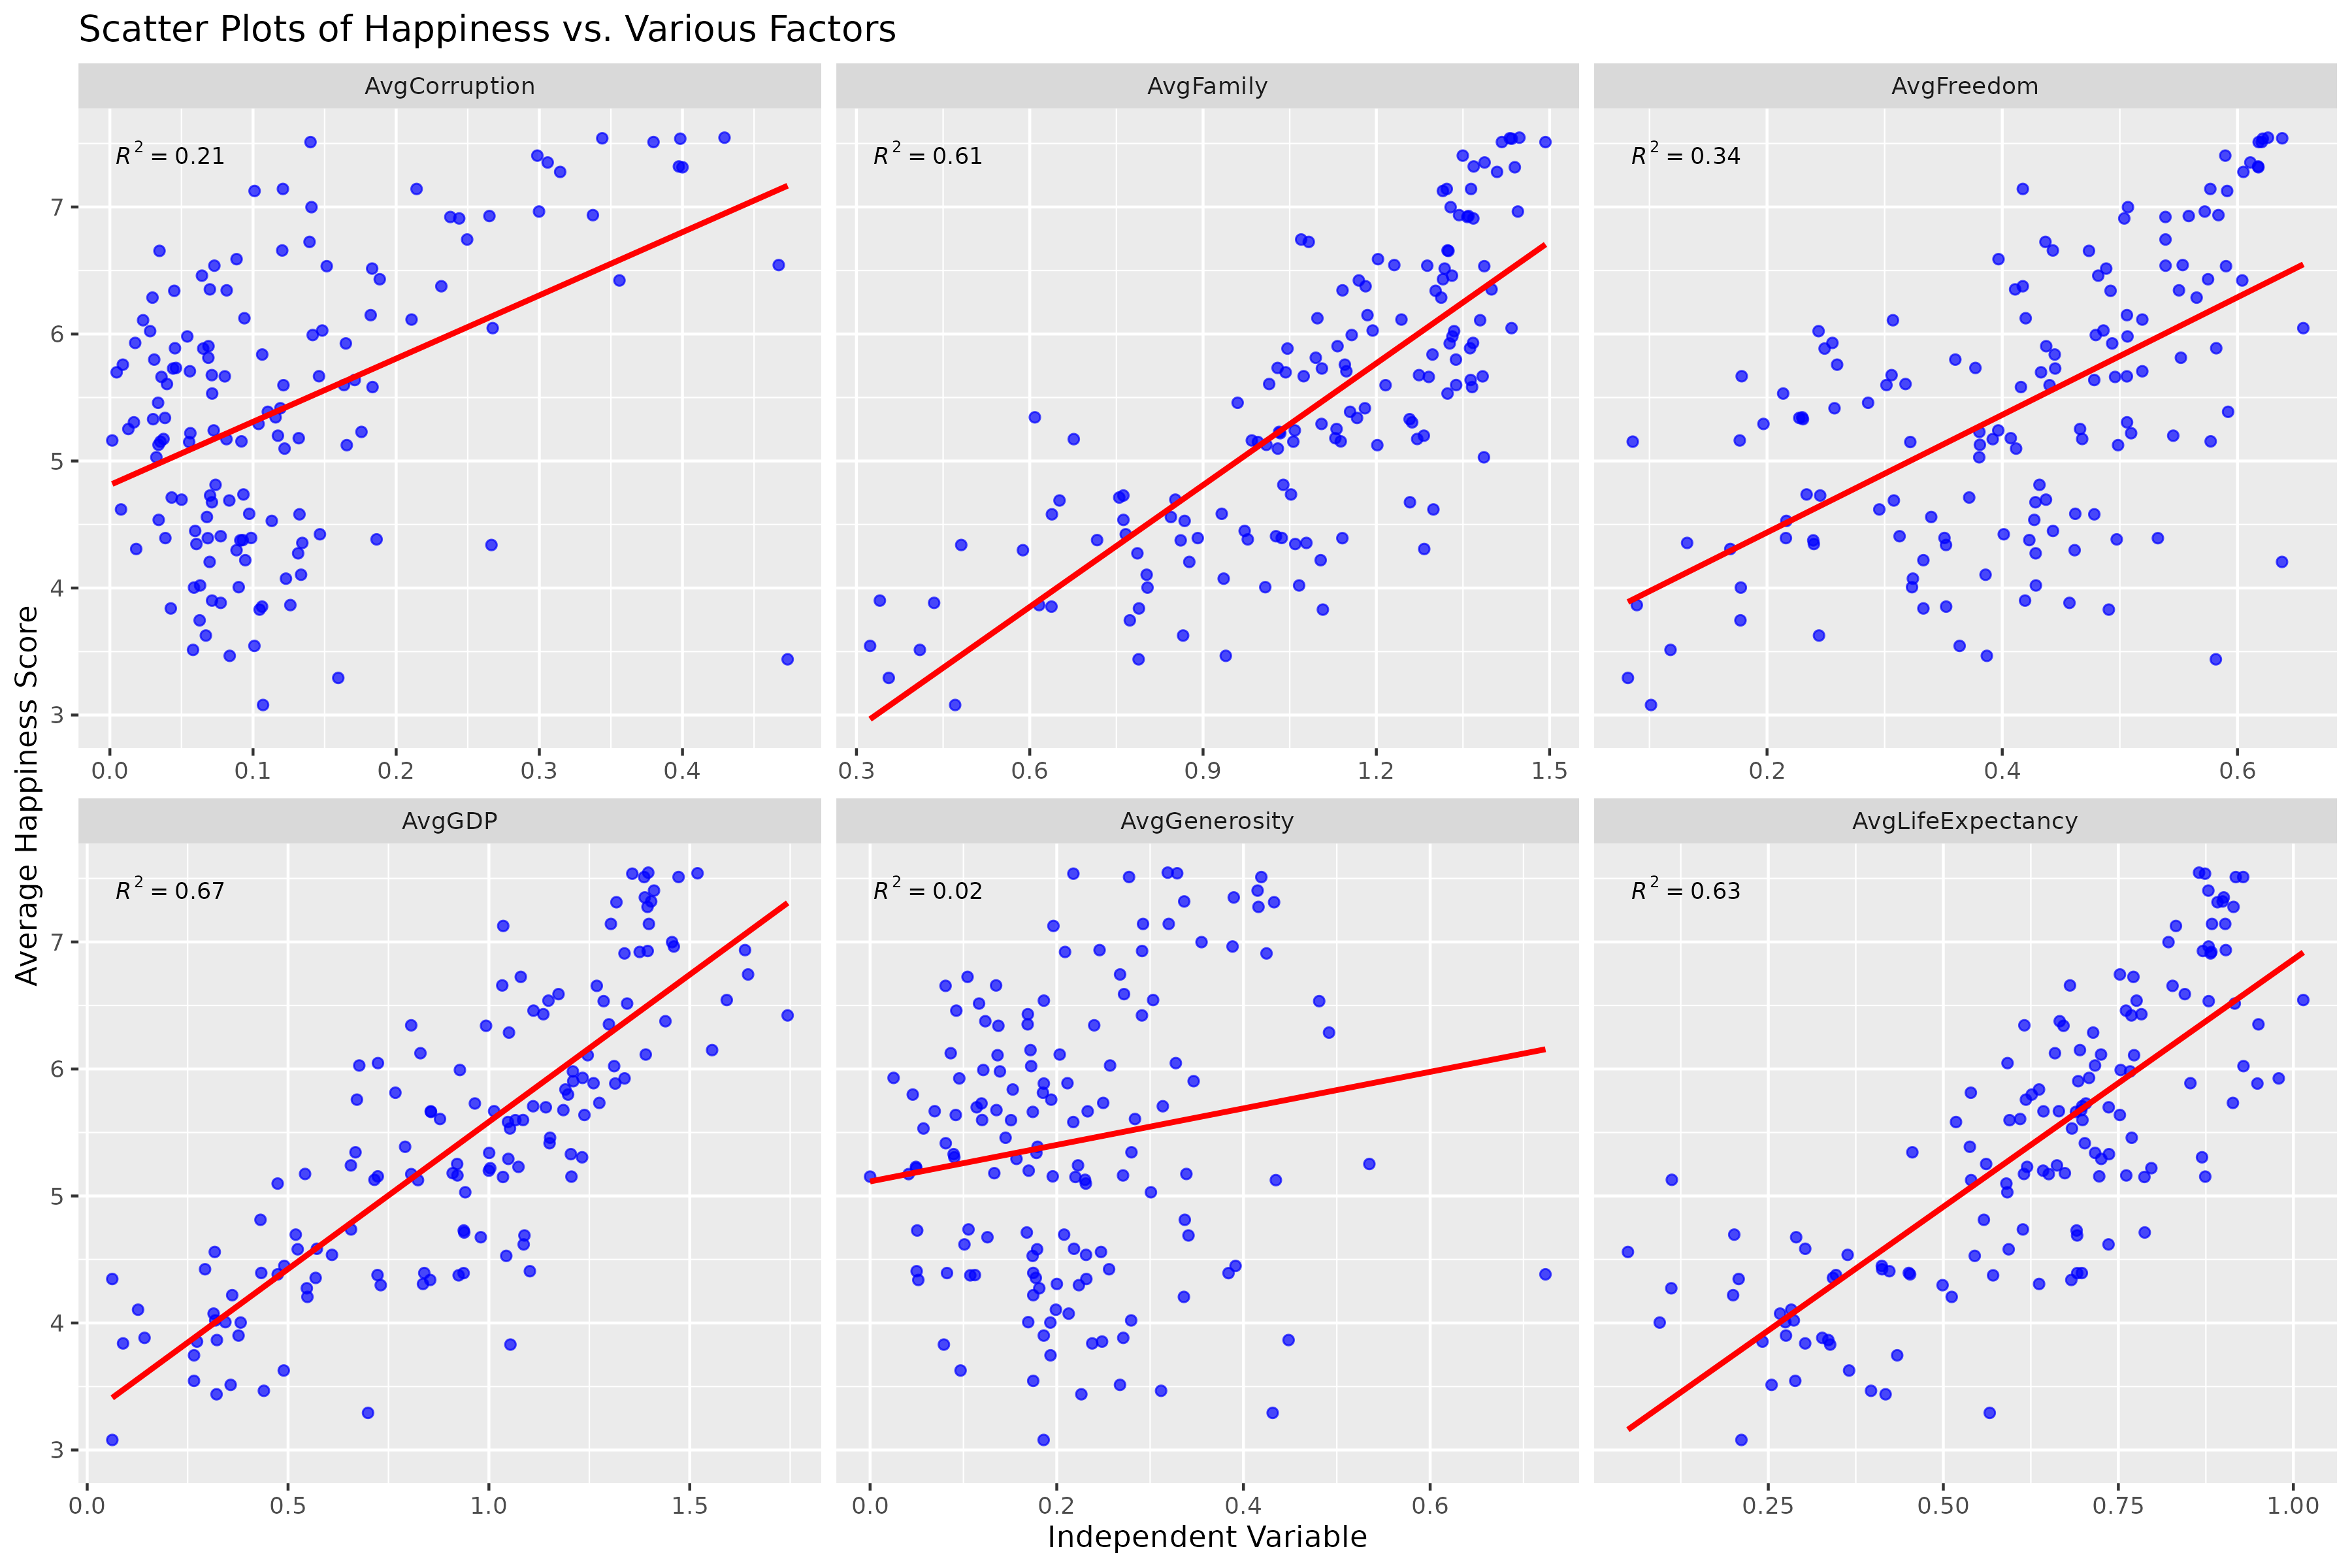 Scatter Plots of Happiness vs. Various Factors
AvgCorruption
AvgFamily
AvgFreedom
R² = 0.21
R² = 0.61
R² = 0.34
7
6
5
4
3
0.0 0.1 0.2 0.3 0.4
0.3 0.6 0.9 1.2 1.5
0.2 0.4 0.6
Average Happiness Score
AvgGDP
AvgGenerosity
AvgLifeExpectancy
R² = 0.67
R² = 0.02
R² = 0.63
7
6
5
4
3
0.0 0.5 1.0 1.5
0.0 0.2 0.4 0.6
0.25 0.50 0.75 1.00
Independent Variable